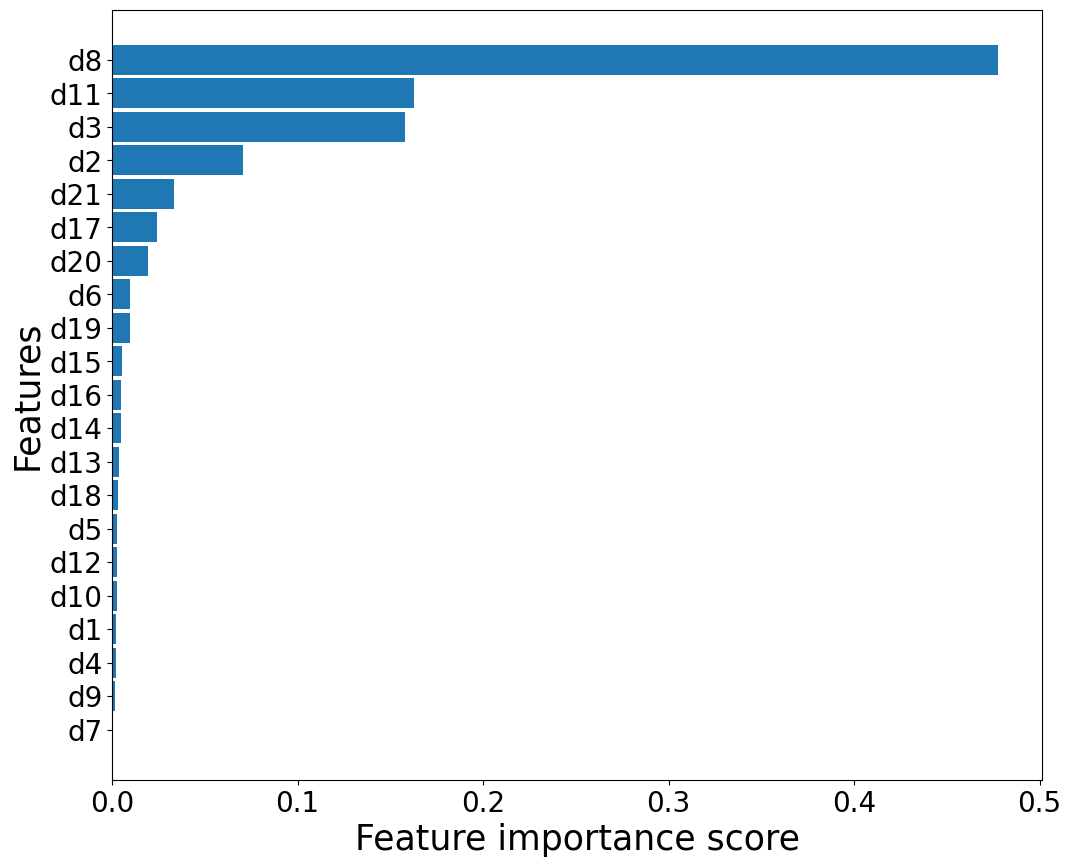 d8
d11
d3
d2
d21
d17
d20
d6
d19
d15
d16
d14
d13
d18
d5
d12
d10
d1
d4
d9
d7
Features
0.0 0.1 0.2 0.3 0.4 0.5
Feature importance score